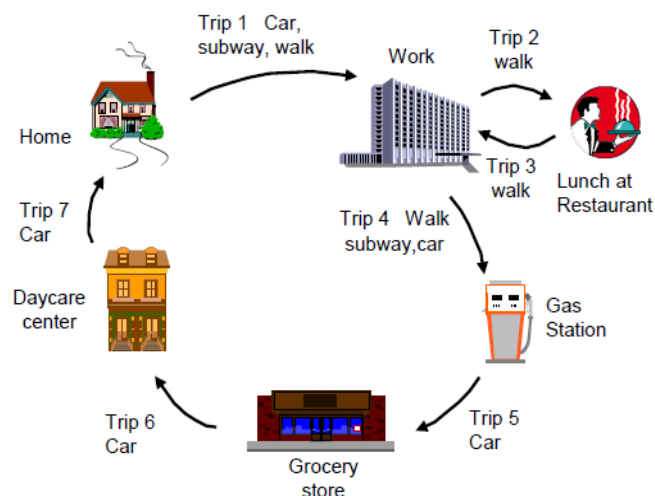 Trip 1   Car,
subway, walk
Work
Trip 2
walk
Home
Trip 3
walk
Lunch at
Restaurant
Trip 7
Car
Trip 4   Walk
subway,car
Daycare
center
Gas
Station
Trip 6
Car
Trip 5
Car
Grocery
store